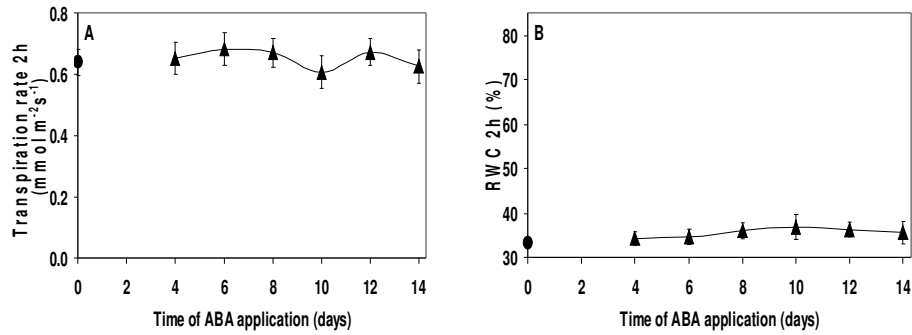 A
Transpiration rate 2h
(mmol m-2s-1)
0.8
0.6
0.4
0.2
0.0
0 2 4 6 8 10 12 14
Time of ABA application (days)
B
RWC 2h (%)
80
70
60
50
40
30
0 2 4 6 8 10 12 14
Time of ABA application (days)